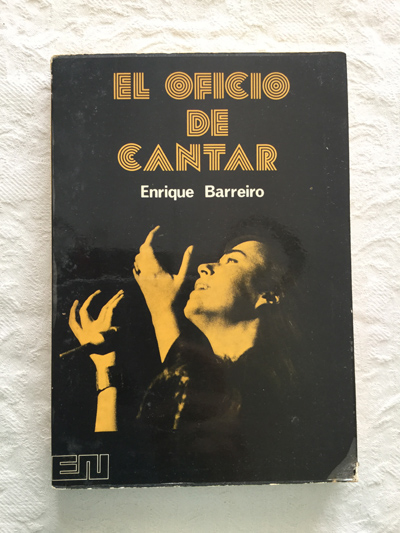 EL OFICIO
DE
CANTAR
Enrique Barreiro
EN